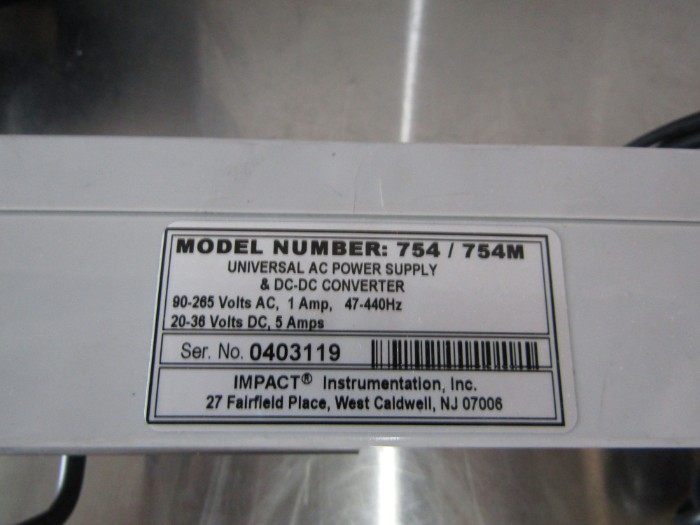 MODEL NUMBER: 754 / 754M
UNIVERSAL AC POWER SUPPLY
& DC-DC CONVERTER
90-265 Volts AC, 1 Amp, 47-440Hz
20-36 Volts DC, 5 Amps
Ser. No. 0403119
IMPACT® Instrumentation, Inc.
27 Fairfield Place, West Caldwell, NJ 07006